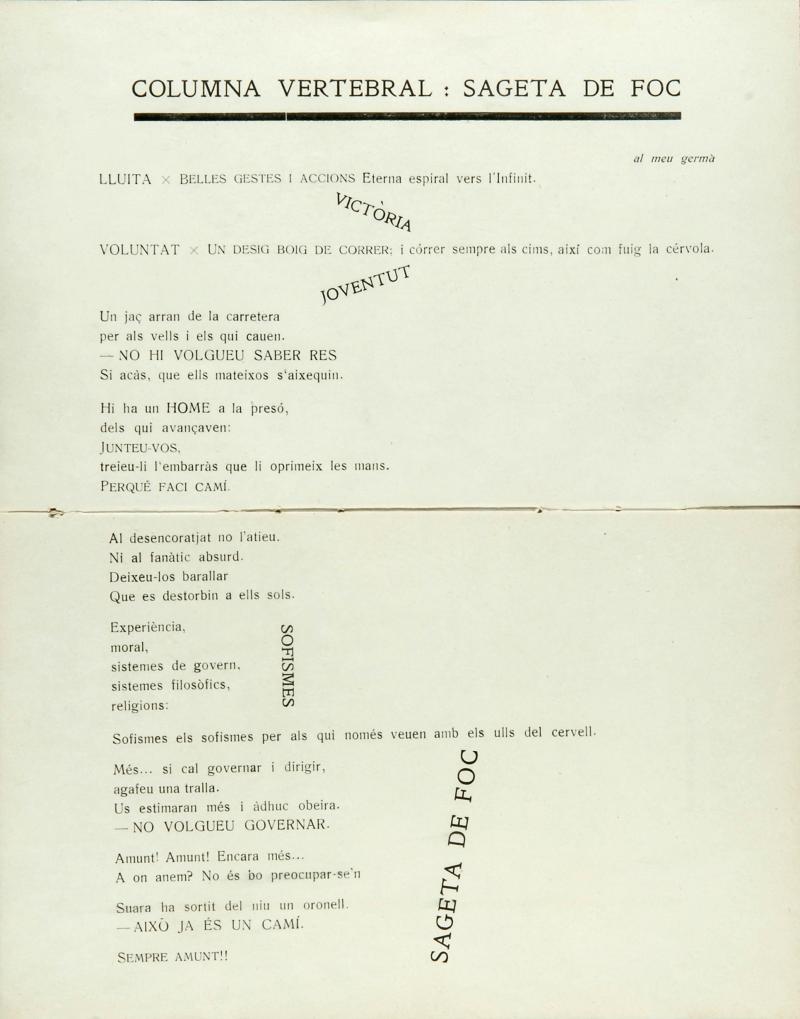 COLUMNA VERTEBRAL : SAGETA DE FOC
al meu germà
LLUITA × BELLES GESTES I ACCIONS Eterna espiral vers l'Infinit.
VICTÒRIA
VOLUNTAT × UN DESIG BOIG DE CORRER; i córrer sempre als cims, així com fuig la cérvola.
JOVENTUT
Un jaç arran de la carretera
per als vells i els qui cauen.
— NO HI VOLGUEU SABER RES
Si acàs, que ells mateixos s'aixequin.
Hi ha un HOME a la presó,
dels qui avançaven:
JUNTEU-VOS,
treieu-li l'embarràs que li oprimeix les mans.
PERQUÈ FACI CAMÍ.
Al desencoratjat no l'atieu.
Ni al fanàtic absurd.
Deixeu-los barallar
Que es destorbin a ells sols.
Experiència,
moral,
sistemes de govern,
sistemes filosòfics,
religions:
SOFISMES
Sofismes els sofismes per als qui només veuen amb els ulls del cervell.
Més... si cal governar i dirigir,
agafeu una tralla.
Us estimaran més i àdhuc obeira.
— NO VOLGUEU GOVERNAR.
Amunt! Amunt! Encara més...
A on anem? No és bo preocupar-se'n
Suara ha sortit del niu un oronell.
— AIXÒ JA ÉS UN CAMÍ.
SEMPRE AMUNT!!
SAGETA DE FOC